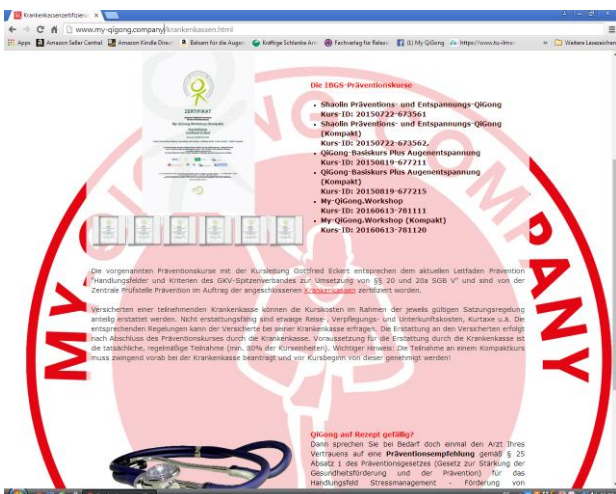 Krankenkassenzertifizier
www.my-qigong.company/krankenkassen.html
Apps Amazon Seller Central Amazon Kindle Direct Balsam für die Augen Kräftige Schlanke Arm Fachverlag für Relaxa (1) My QiGong https://www.tu-ilmen Weitere Lesezeichen
ZERTIFIKAT
My-QiGong.Workshop
MY-QIGONG COMPANY
Die IBGS-Präventionskurse
• Shaolin Präventions- und Entspannungs-QiGong
Kurs-ID: 20150722-673561
• Shaolin Präventions- und Entspannungs-QiGong
(Kompakt)
Kurs-ID: 20150722-673562,
• QiGong-Basiskurs Plus Augenentspannung
Kurs-ID: 20150819-677211
• QiGong-Basiskurs Plus Augenentspannung
(Kompakt)
Kurs-ID: 20150819-677215
• My-QiGong.Workshop
Kurs-ID: 20160613-781111
• My-QiGong.Workshop (Kompakt)
Kurs-ID: 20160613-781120
Die vorgenannten Präventionskurse mit der Kursleitung Gottfried Eckert entsprechen dem aktuellen Leitfaden Prävention
"Handlungsfelder und Kriterien des GKV-Spitzenverbandes zur Umsetzung von §§ 20 und 20a SGB V" und sind von der
Zentrale Prüfstelle Prävention im Auftrag der angeschlossenen Krankenkassen zertifiziert worden.
Versicherten einer teilnehmenden Krankenkasse können die Kurskosten im Rahmen der jeweils gültigen Satzungsregelung
anteilig erstattet werden. Nicht erstattungsfähig sind etwaige Reise-, Verpflegungs- und Unterkunftskosten, Kurtaxe u.a. Die
entsprechenden Regelungen kann der Versicherte bei seiner Krankenkasse erfragen. Die Erstattung an den Versicherten erfolgt
nach Abschluss des Präventionskurses durch die Krankenkasse. Voraussetzung für die Erstattung durch die Krankenkasse ist
die tatsächliche, regelmäßige Teilnahme (min. 80% der Kurseinheiten). Wichtiger Hinweis: Die Teilnahme an einem Kompaktkurs
muss zwingend vorab bei der Krankenkasse beantragt und vor Kursbeginn von dieser genehmigt werden!
QiGong auf Rezept gefällig?
Dann sprechen Sie bei Bedarf doch einmal den Arzt Ihres
Vertrauens auf eine Präventionsempfehlung gemäß § 25
Absatz 1 des Präventionsgesetzes (Gesetz zur Stärkung der
Gesundheitsförderung und der Prävention) für das
Handlungsfeld Stressmanagement - Förderung von